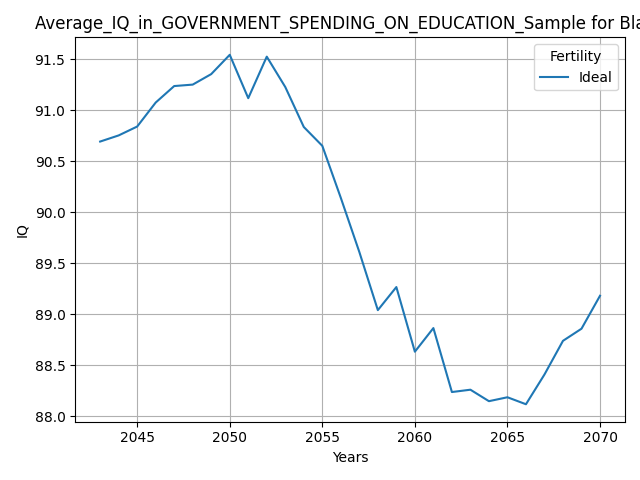 Average_IQ_in_GOVERNMENT_SPENDING_ON_EDUCATION_Sample for Bla
Fertility
Ideal
91.5
91.0
90.5
90.0
89.5
89.0
88.5
88.0
IQ
2045 2050 2055 2060 2065 2070
Years